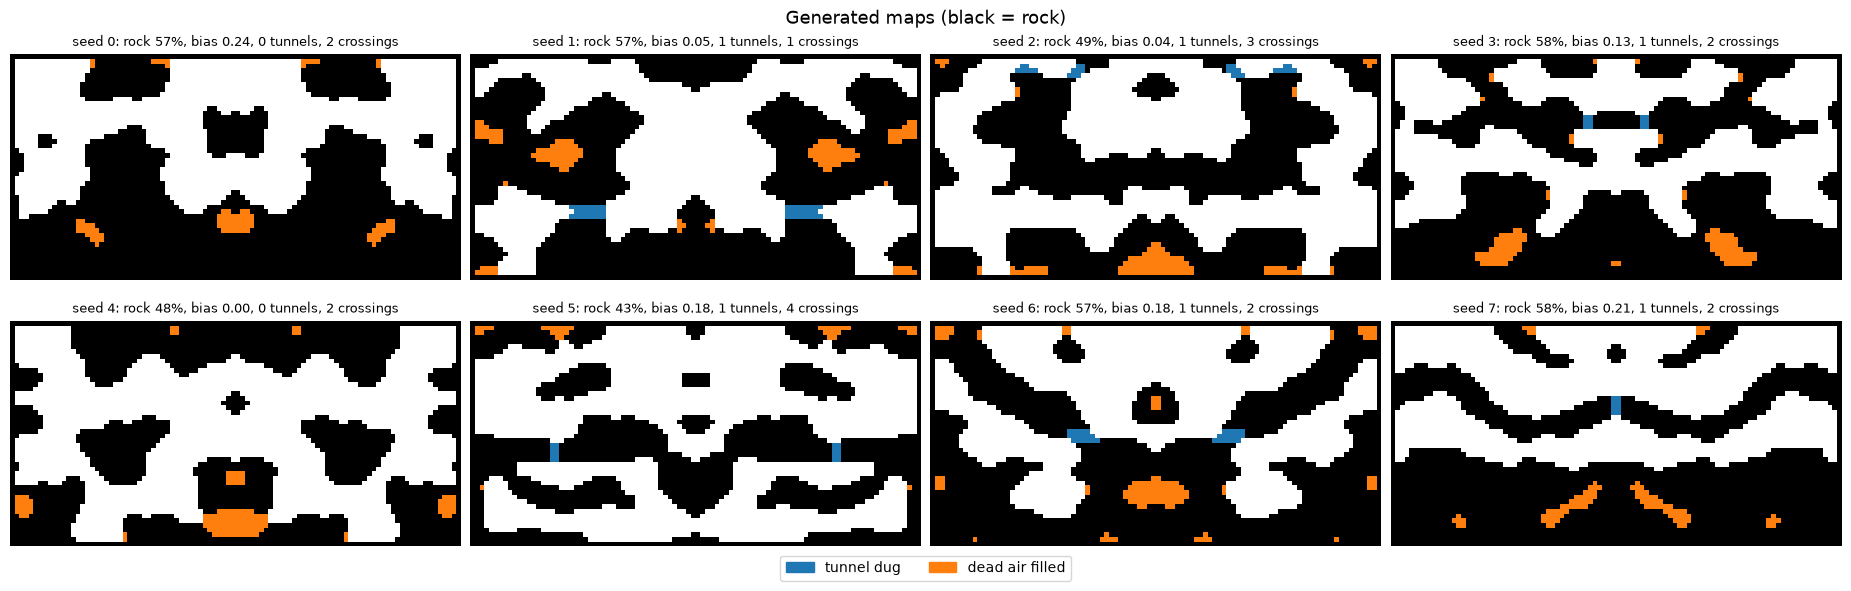 Generated maps (black = rock)
seed 0: rock 57%, bias 0.24, 0 tunnels, 2 crossings
seed 1: rock 57%, bias 0.05, 1 tunnels, 1 crossings
seed 2: rock 49%, bias 0.04, 1 tunnels, 3 crossings
seed 3: rock 58%, bias 0.13, 1 tunnels, 2 crossings
seed 4: rock 48%, bias 0.00, 0 tunnels, 2 crossings
seed 5: rock 43%, bias 0.18, 1 tunnels, 4 crossings
seed 6: rock 57%, bias 0.18, 1 tunnels, 2 crossings
seed 7: rock 58%, bias 0.21, 1 tunnels, 2 crossings
tunnel dug
dead air filled